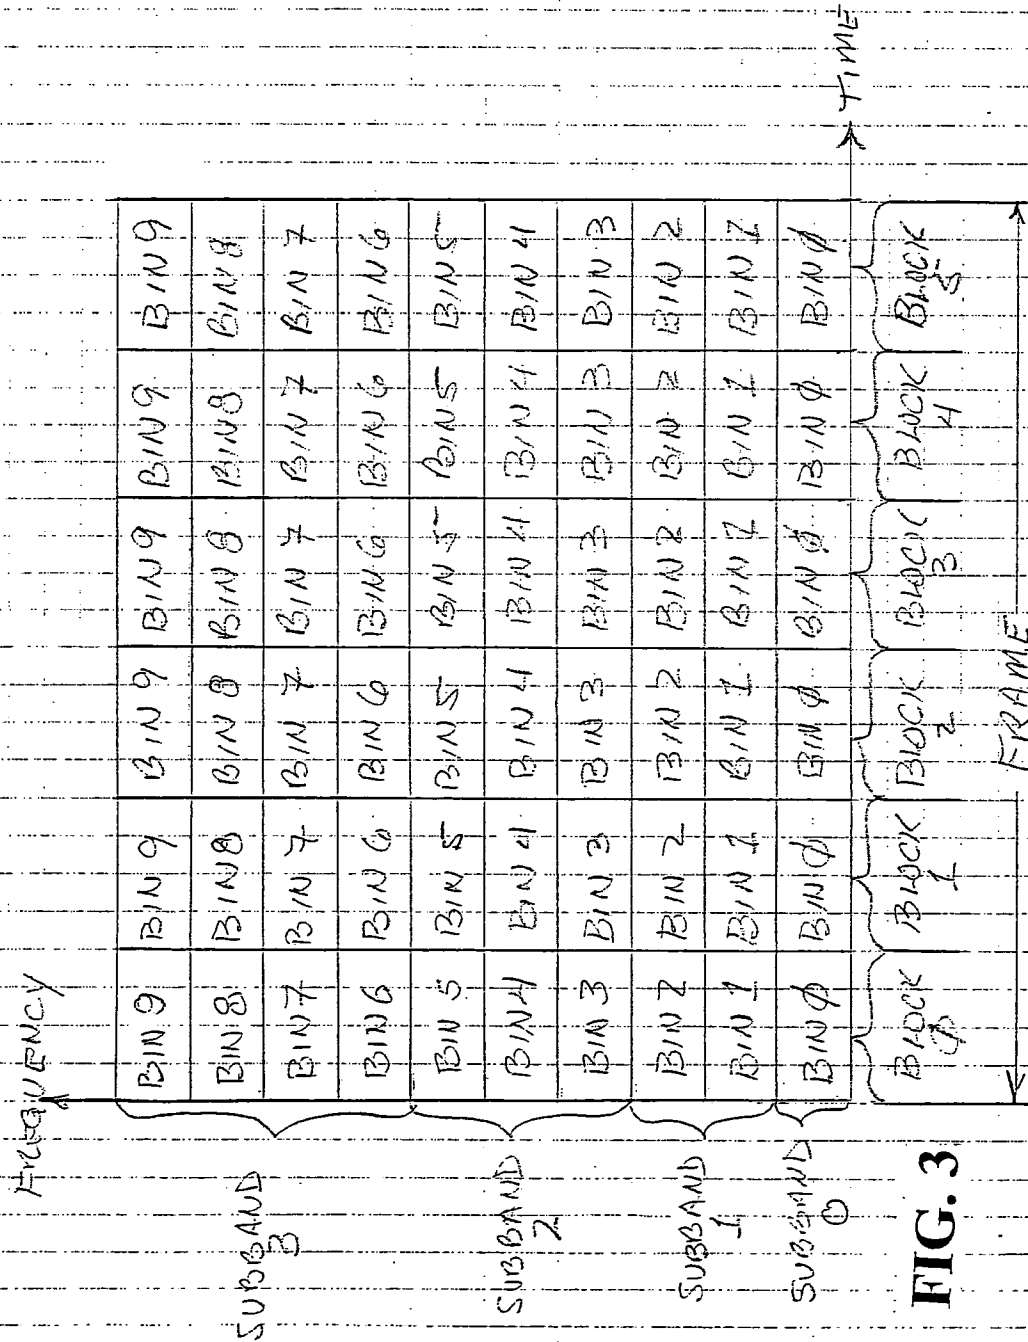 FREQUENCY
BIN 9 BIN 9 BIN 9 BIN 9 BIN 9 BIN 9
BIN 8 BIN 8 BIN 8 BIN 8 BIN 8 BIN 8
SUBBAND
3
BIN 7 BIN 7 BIN 7 BIN 7 BIN 7 BIN 7
BIN 6 BIN 6 BIN 6 BIN 6 BIN 6 BIN 6
BIN 5 BIN 5 BIN 5 BIN 5 BIN 5 BIN 5
SUBBAND
2
BIN 4 BIN 4 BIN 4 BIN 4 BIN 4 BIN 4
BIN 3 BIN 3 BIN 3 BIN 3 BIN 3 BIN 3
BIN 2 BIN 2 BIN 2 BIN 2 BIN 2 BIN 2
SUBBAND
1
BIN 1 BIN 1 BIN 1 BIN 1 BIN 1 BIN 1
SUBBAND
0
BIN Ø BIN Ø BIN Ø BIN Ø BIN Ø BIN Ø
TIME
BLOCK BLOCK BLOCK BLOCK BLOCK BLOCK
Ø 1 2 3 4 5
FRAME
FIG. 3